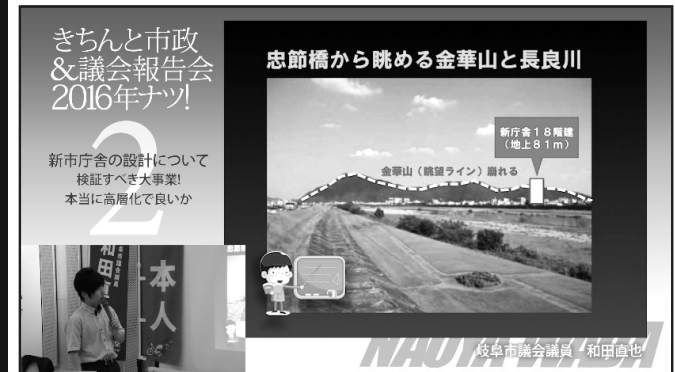 きちんと市政
&議会報告会
2016年ナツ!
2
新市庁舎の設計について
検証すべき大事業!
本当に高層化で良いか
忠節橋から眺める金華山と長良川
新庁舎18階建
(地上81m)
金華山(眺望ライン)崩れる
本人
NAOYA WADA
岐阜市議会議員 和田直也